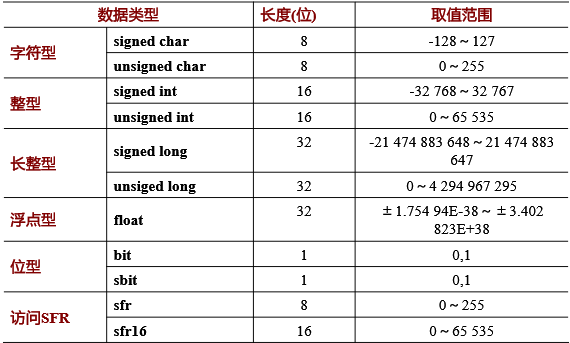 数据类型 长度(位) 取值范围
字符型 signed char 8 -128～127
unsigned char 8 0～255
整型 signed int 16 -32 768～32 767
unsigned int 16 0～65 535
长整型 signed long 32 -21 474 883 648～21 474 883
647
unsiged long 32 0～4 294 967 295
浮点型 float 32 ±1.754 94E-38～±3.402
823E+38
位型 bit 1 0,1
sbit 1 0,1
访问SFR sfr 8 0～255
sfr16 16 0～65 535